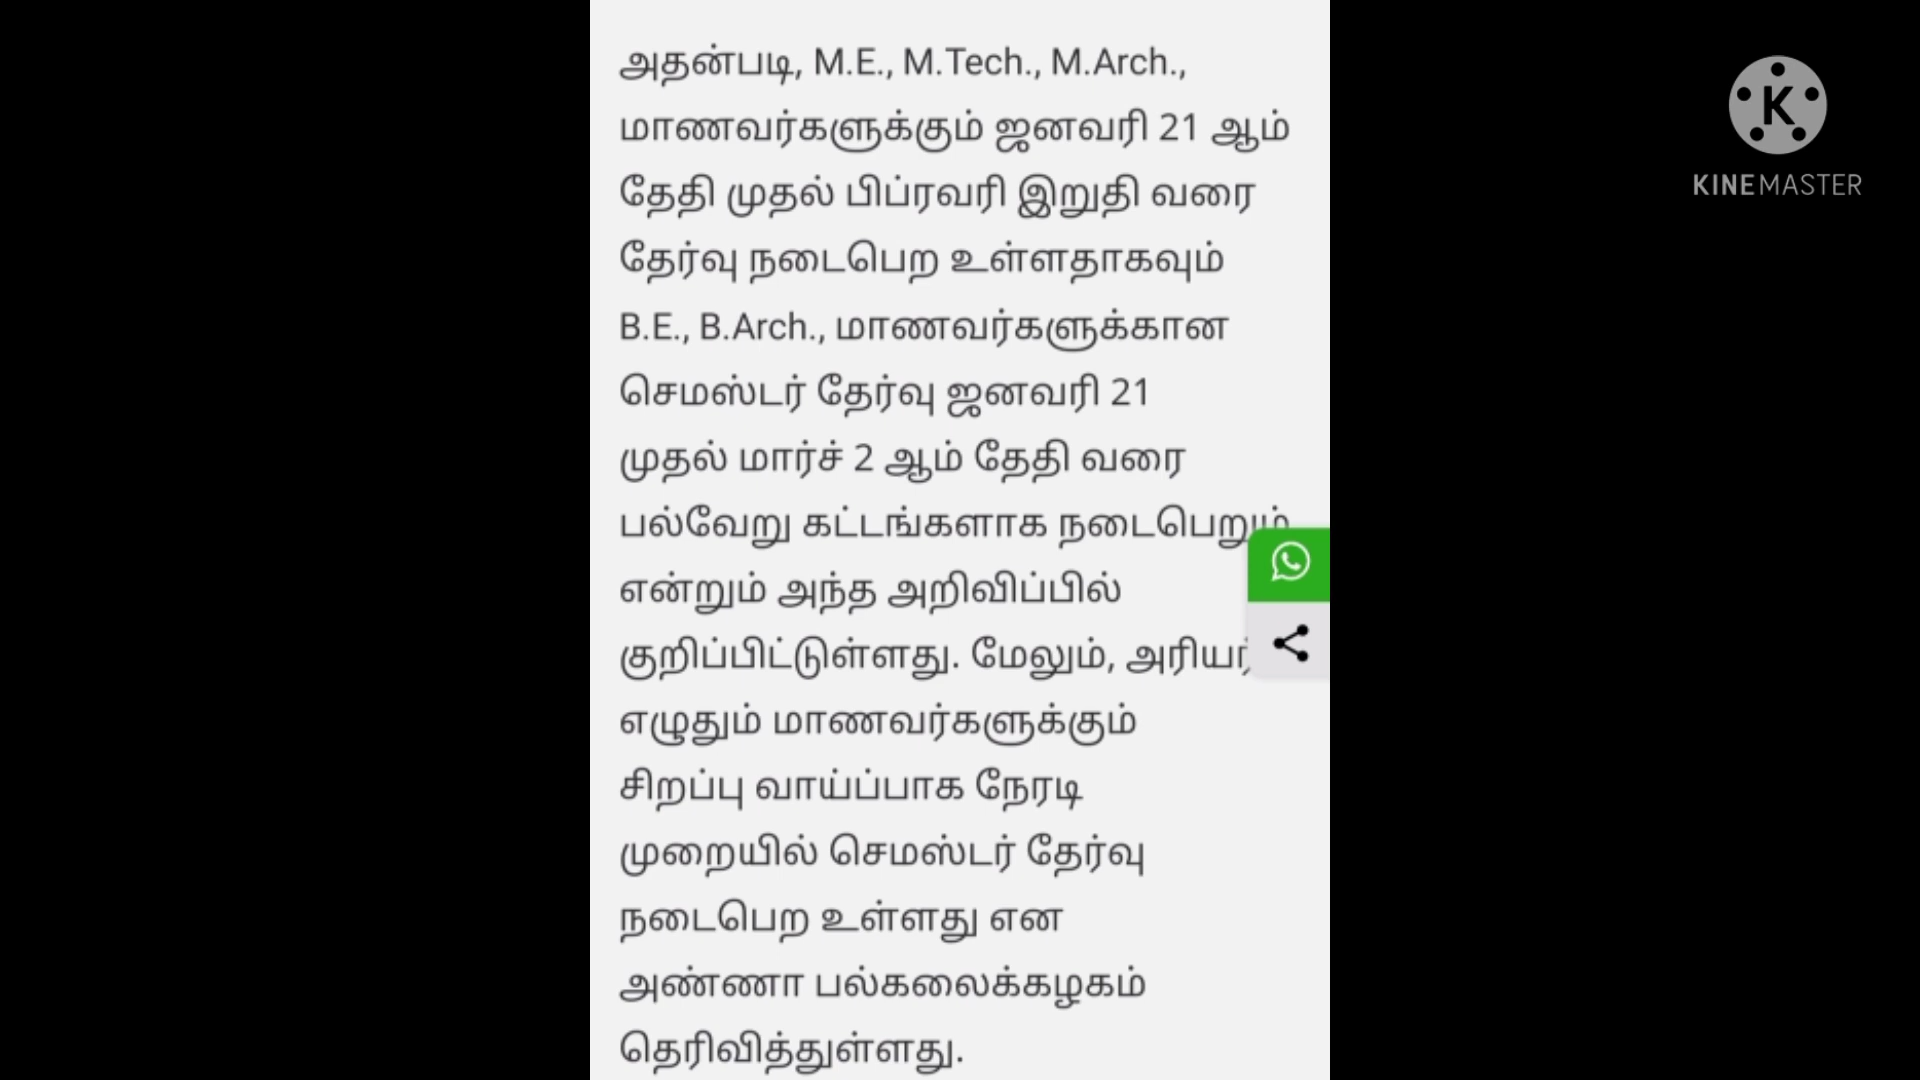 அதன்படி, M.E., M.Tech., M.Arch.,
மாணவர்களுக்கும் ஜனவரி 21 ஆம்
தேதி முதல் பிப்ரவரி இறுதி வரை
தேர்வு நடைபெற உள்ளதாகவும்
B.E., B.Arch., மாணவர்களுக்கான
செமஸ்டர் தேர்வு ஜனவரி 21
முதல் மார்ச் 2 ஆம் தேதி வரை
பல்வேறு கட்டங்களாக நடைபெறும்
என்றும் அந்த அறிவிப்பில்
குறிப்பிட்டுள்ளது. மேலும், அரியர்
எழுதும் மாணவர்களுக்கும்
சிறப்பு வாய்ப்பாக நேரடி
முறையில் செமஸ்டர் தேர்வு
நடைபெற உள்ளது என
அண்ணா பல்கலைக்கழகம்
தெரிவித்துள்ளது.
K
KINEMASTER